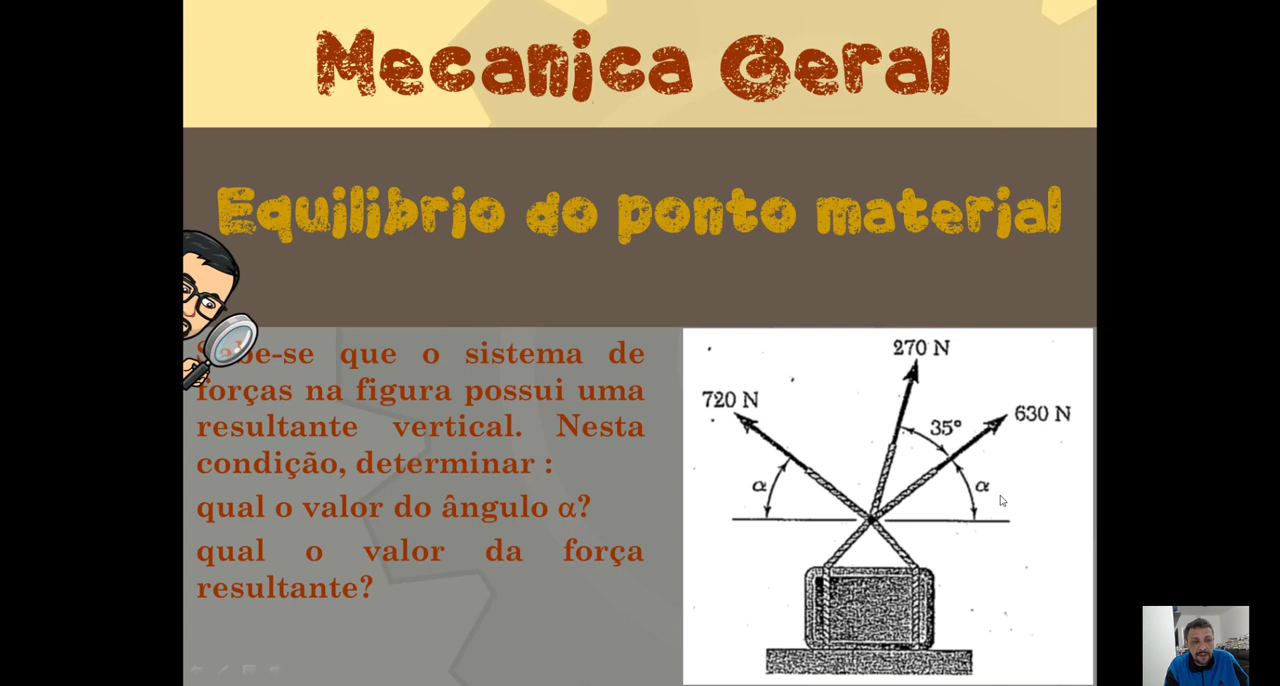 Mecanica Geral
Equilibrio do ponto material
Sabe-se que o sistema de
forças na figura possui uma
resultante vertical. Nesta
condição, determinar :
qual o valor do ângulo α?
qual o valor da força
resultante?
270 N
720 N
35°
630 N
α
α